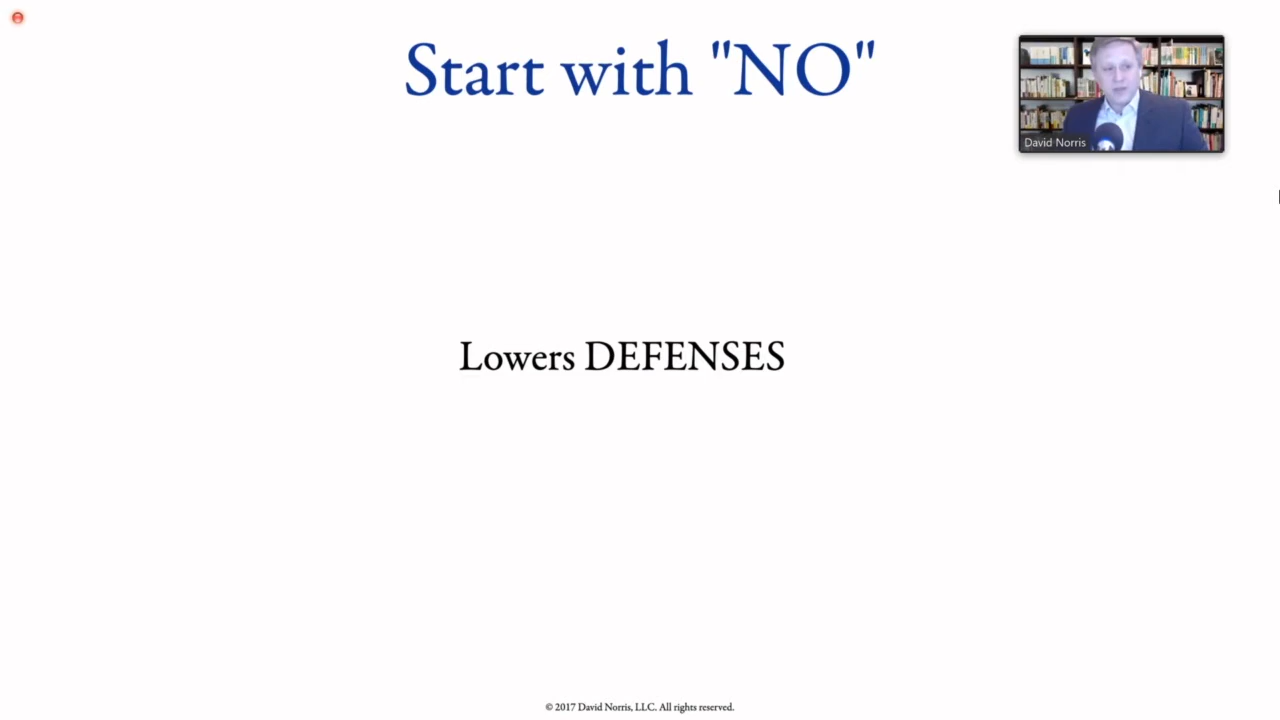 Start with "NO"
David Norris
Lowers DEFENSES
© 2017 David Norris, LLC. All rights reserved.